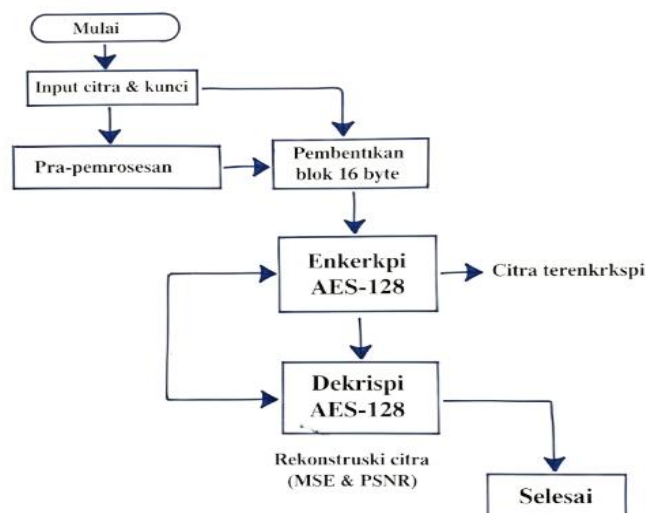 Mulai
Input citra & kunci
Pra-pemrosesan
Pembentıkan
blok 16 byte
Enkerkpi
AES-128
Citra terenkrkspi
Dekrispi
AES-128
Rekonstruski citra
(MSE & PSNR)
Selesai